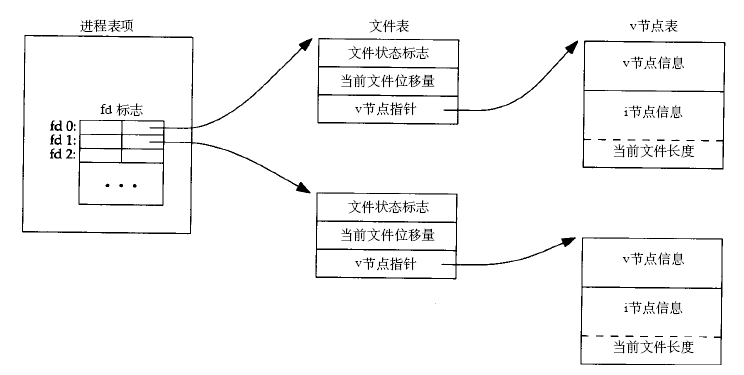 进程表项
文件表
v节点表
fd 标志
fd 0:
fd 1:
fd 2:
...
文件状态标志
当前文件位移量
v节点指针
v节点信息
i节点信息
当前文件长度
文件状态标志
当前文件位移量
v节点指针
v节点信息
i节点信息
当前文件长度